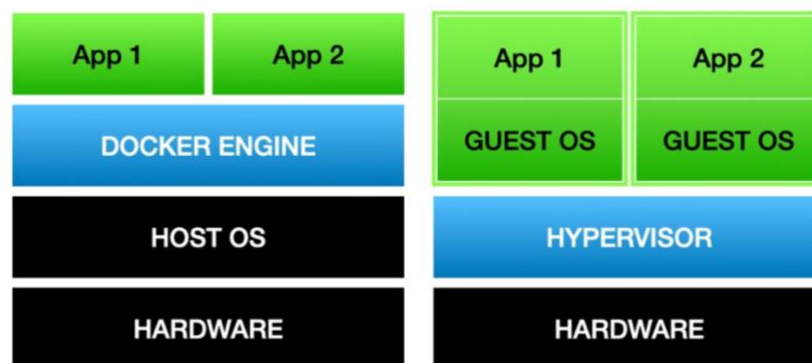 App 1
App 2
DOCKER ENGINE
HOST OS
HARDWARE
App 1
App 2
GUEST OS
GUEST OS
HYPERVISOR
HARDWARE